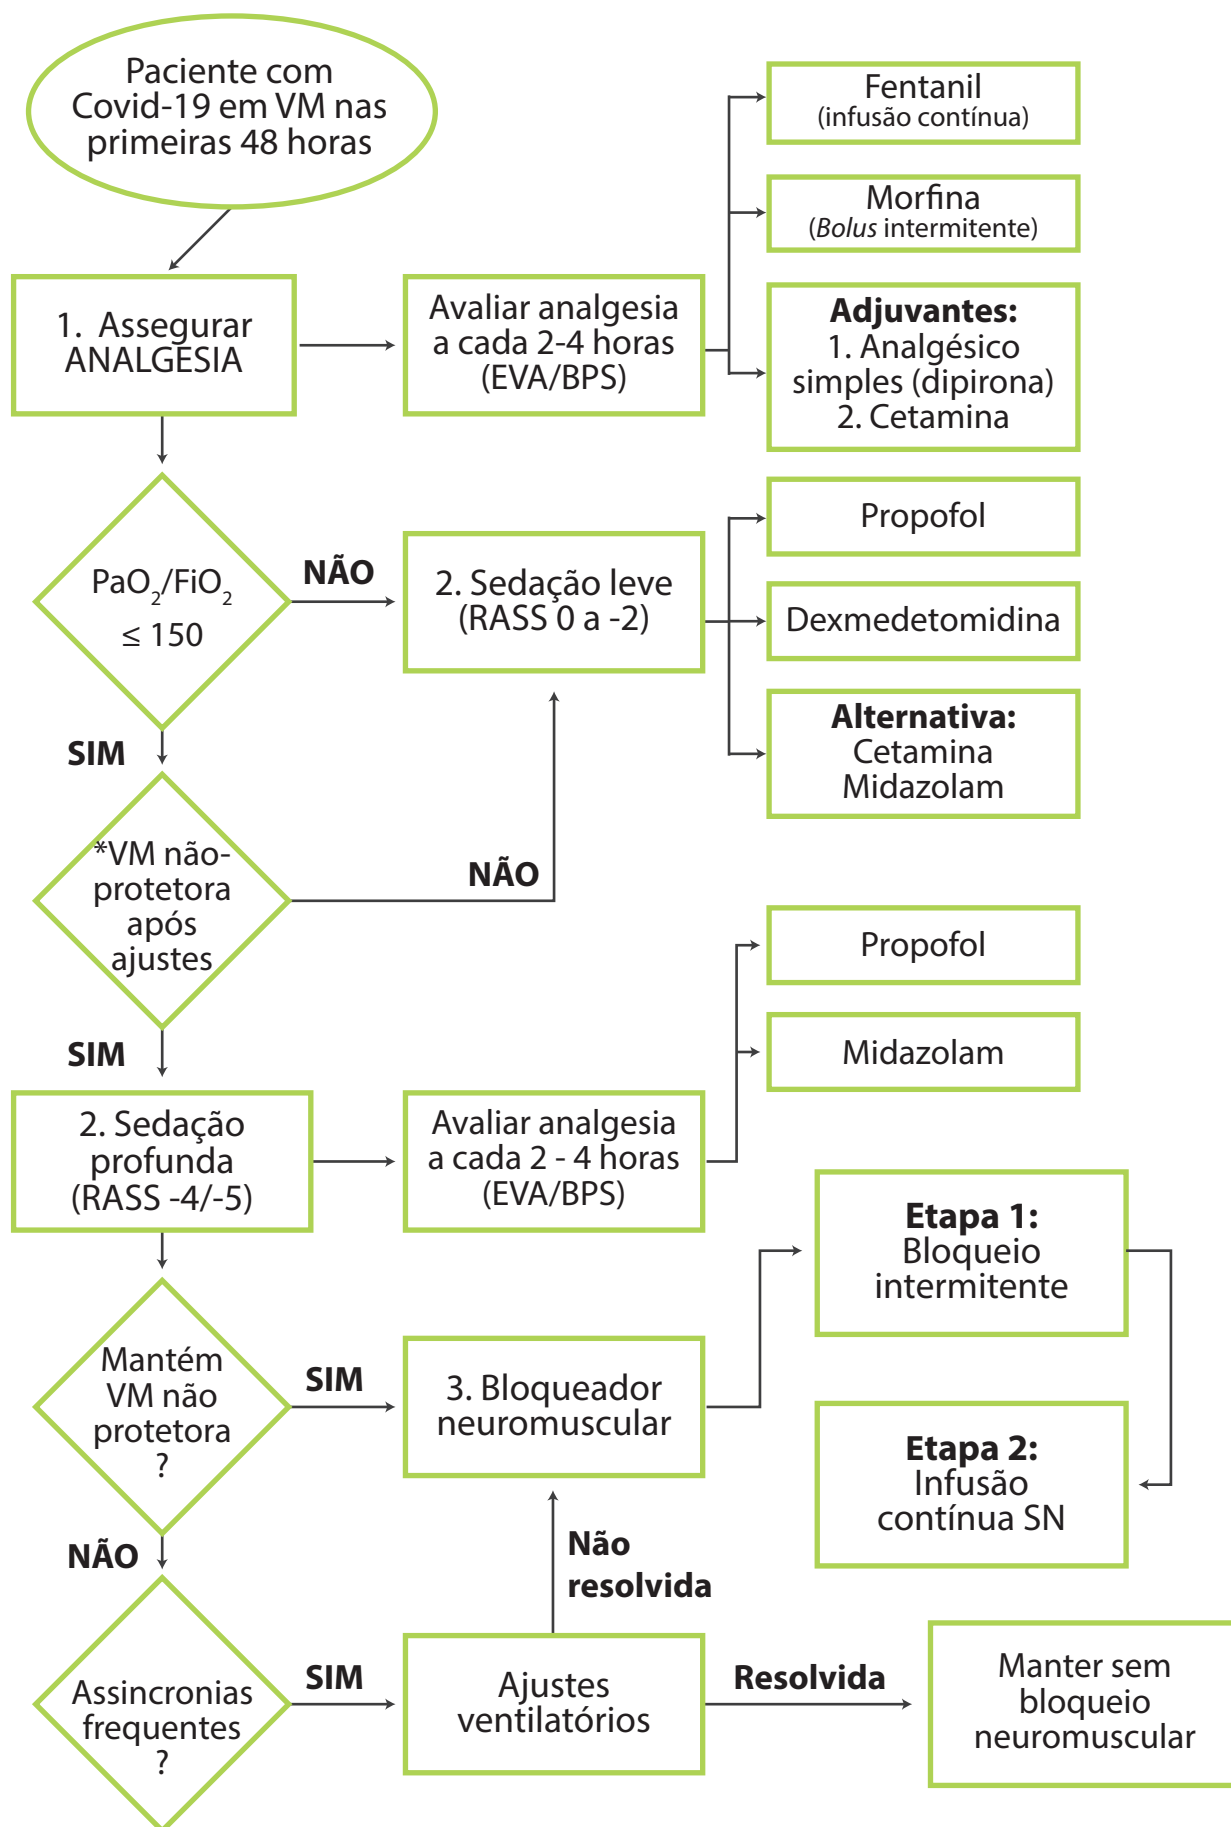 Paciente com
Covid-19 em VM nas
primeiras 48 horas
Fentanil
(infusão contínua)
Morfina
(Bolus intermitente)
1. Assegurar
ANALGESIA
Avaliar analgesia
a cada 2-4 horas
(EVA/BPS)
Adjuvantes:
1. Analgésico
simples (dipirona)
2. Cetamina
PaO2/FiO2
≤ 150
NÃO
2. Sedação leve
(RASS 0 a -2)
Propofol
Dexmedetomidina
Alternativa:
Cetamina
Midazolam
SIM
*VM não-
protetora
após
ajustes
NÃO
SIM
Propofol
Midazolam
2. Sedação
profunda
(RASS -4/-5)
Avaliar analgesia
a cada 2 - 4 horas
(EVA/BPS)
Etapa 1:
Bloqueio
intermitente
Mantém
VM não
protetora
?
SIM
3. Bloqueador
neuromuscular
Etapa 2:
Infusão
contínua SN
NÃO
Não
resolvida
Assincronias
frequentes
?
SIM
Ajustes
ventilatórios
Resolvida
Manter sem
bloqueio
neuromuscular